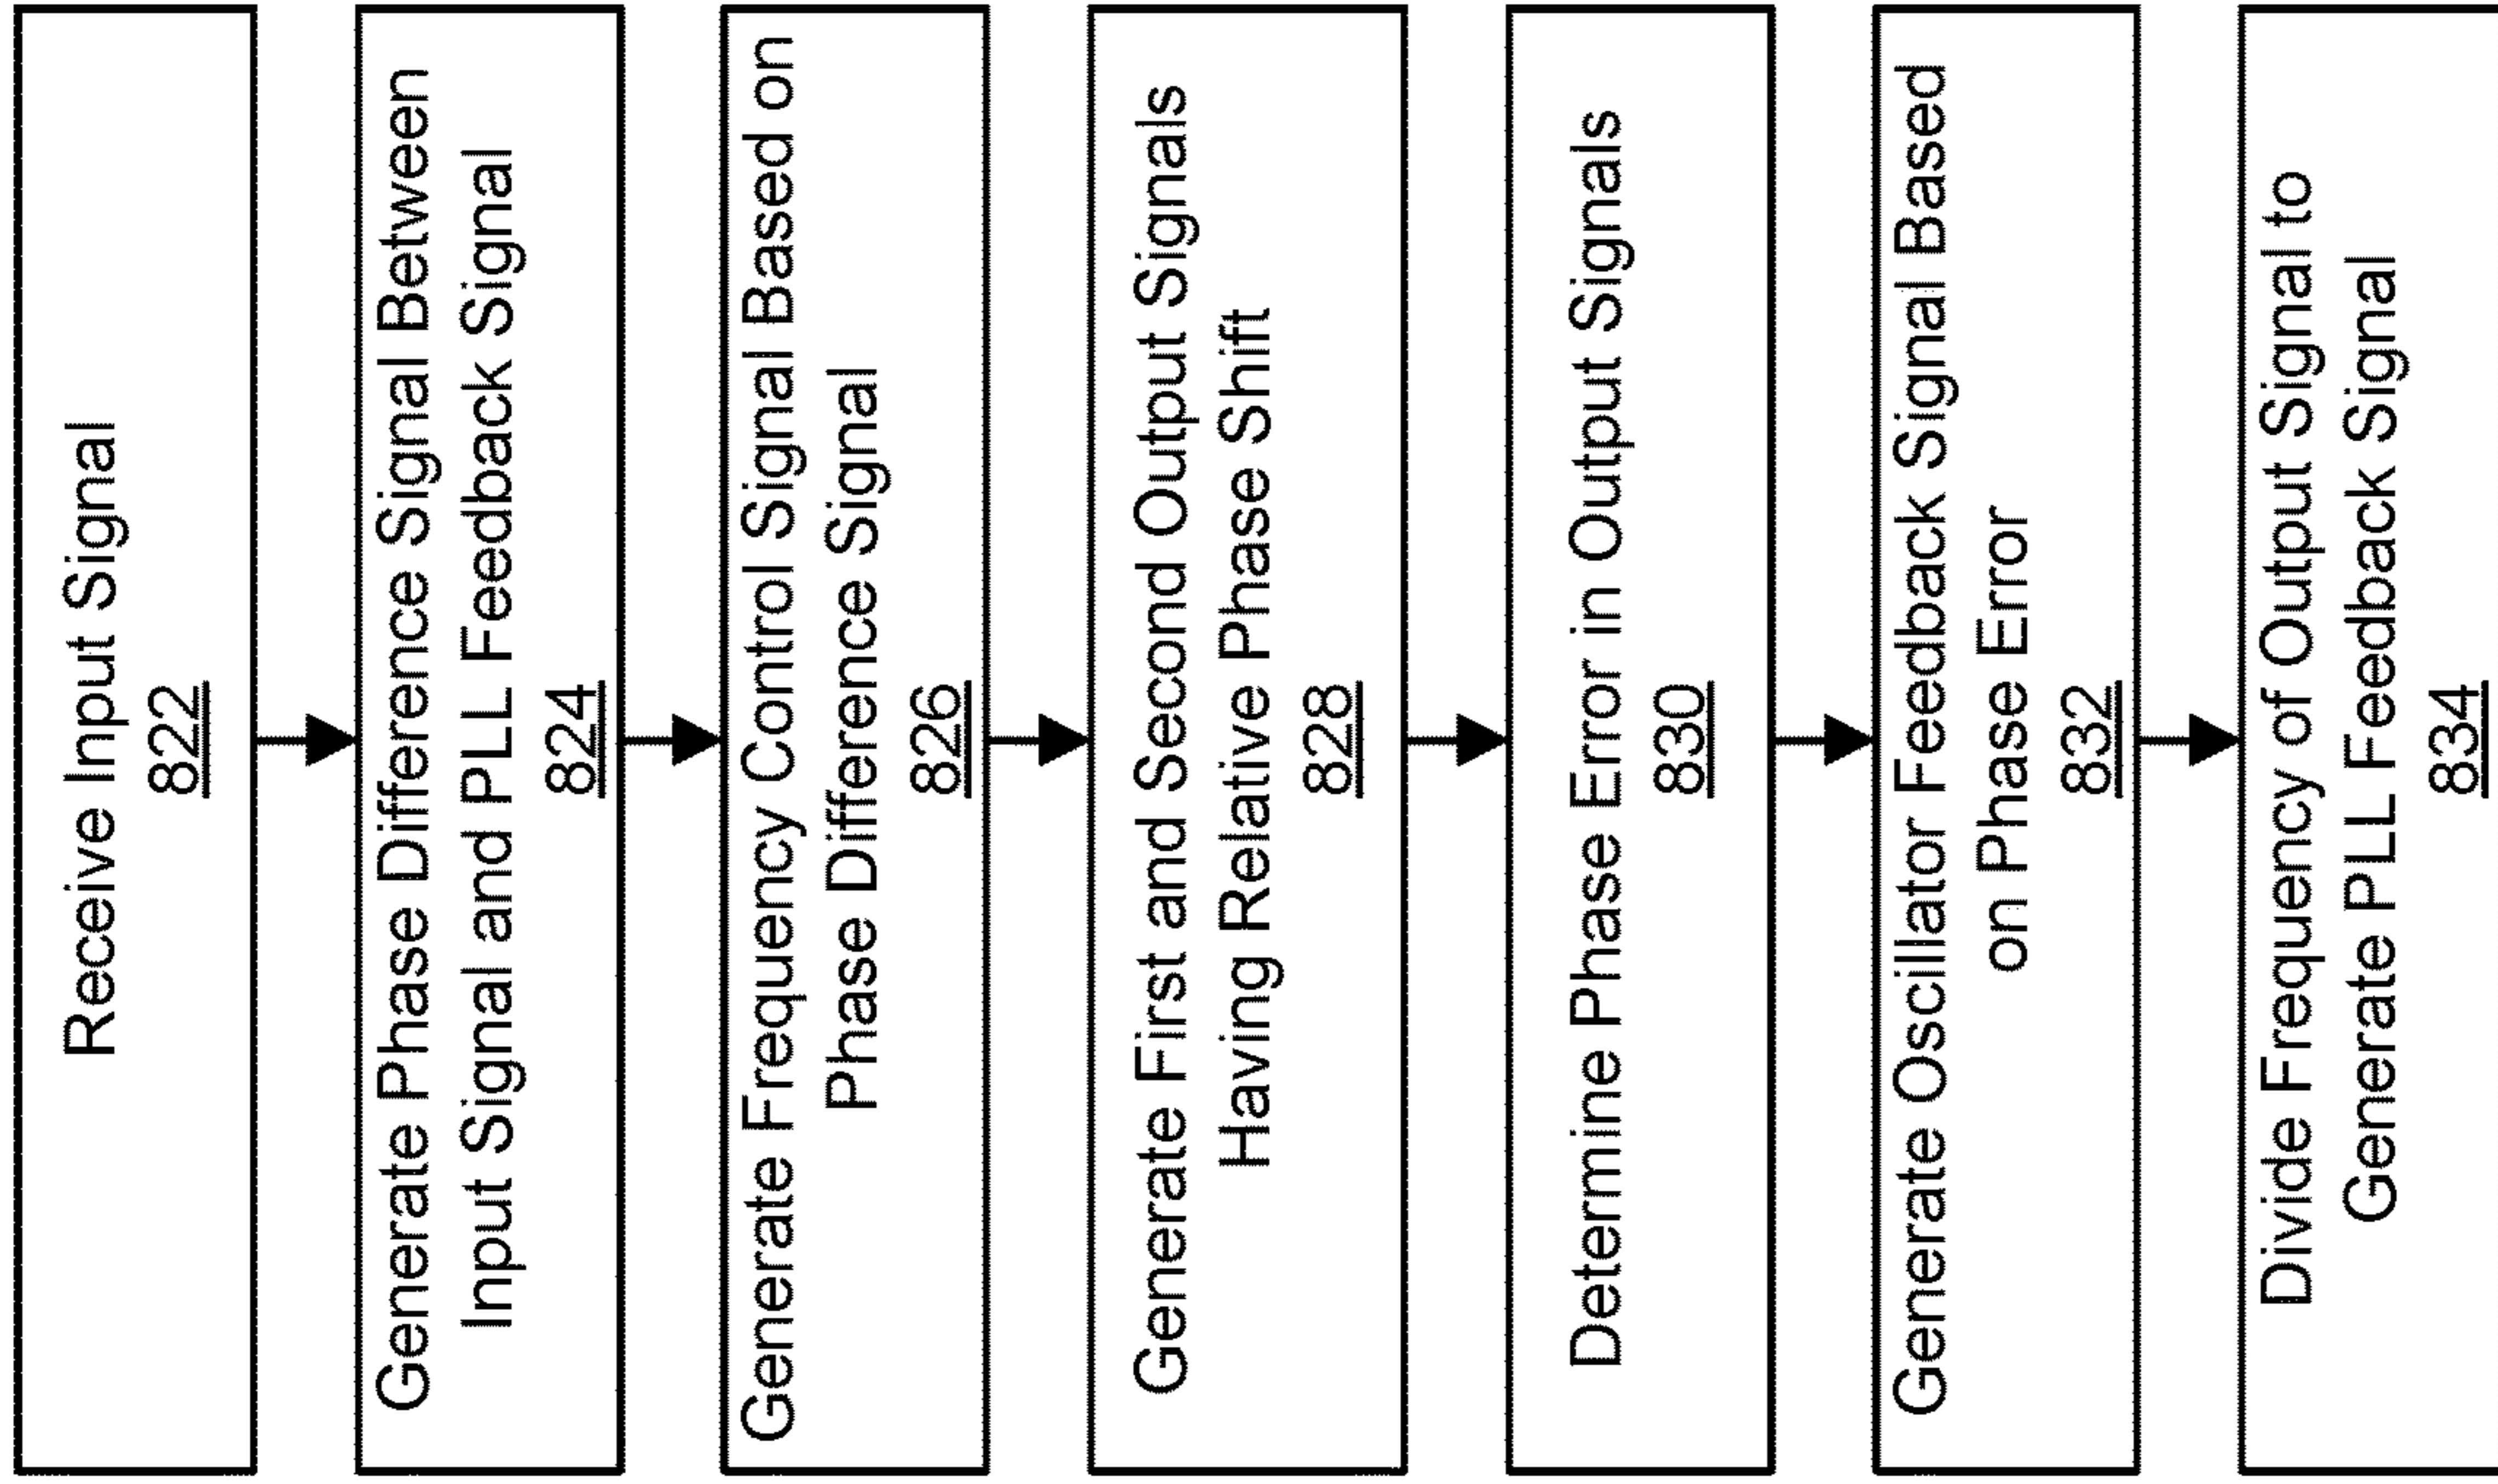 Receive Input Signal
822
Generate Phase Difference Signal Between
Input Signal and PLL Feedback Signal
824
Generate Frequency Control Signal Based on
Phase Difference Signal
826
Generate First and Second Output Signals
Having Relative Phase Shift
828
Determine Phase Error in Output Signals
830
Generate Oscillator Feedback Signal Based
on Phase Error
832
Divide Frequency of Output Signal to
Generate PLL Feedback Signal
834